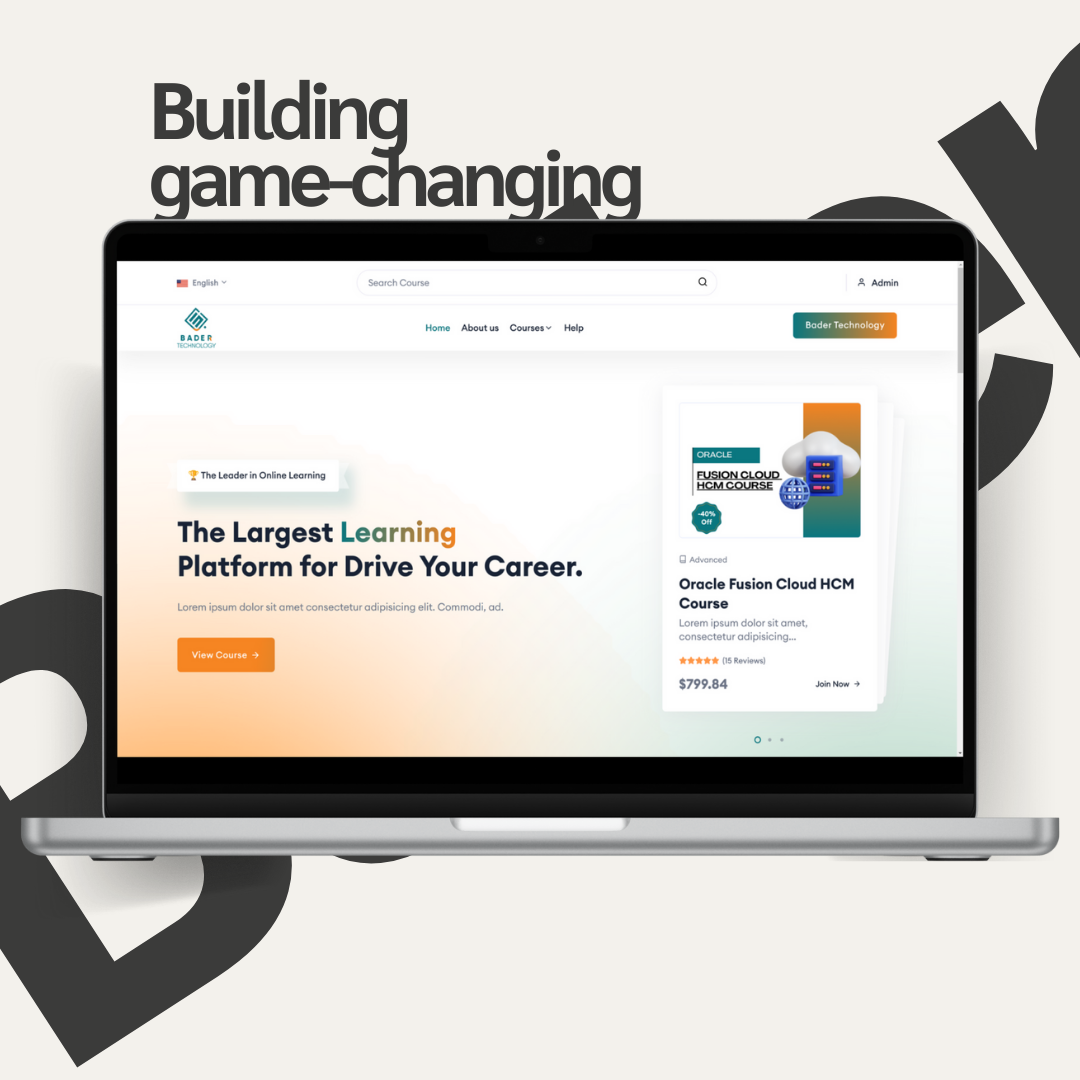 Building
game-changing
English
Search Course
Admin
BADER
TECHNOLOGY
Home About us Courses Help
Bader Technology
🏆 The Leader in Online Learning
The Largest Learning
Platform for Drive Your Career.
Lorem ipsum dolor sit amet consectetur adipisicing elit. Commodi, ad.
View Course →
ORACLE
FUSION CLOUD
HCM COURSE
-40%
Off
Advanced
Oracle Fusion Cloud HCM
Course
Lorem ipsum dolor sit amet,
consectetur adipisicing...
(15 Reviews)
$799.84
Join Now →